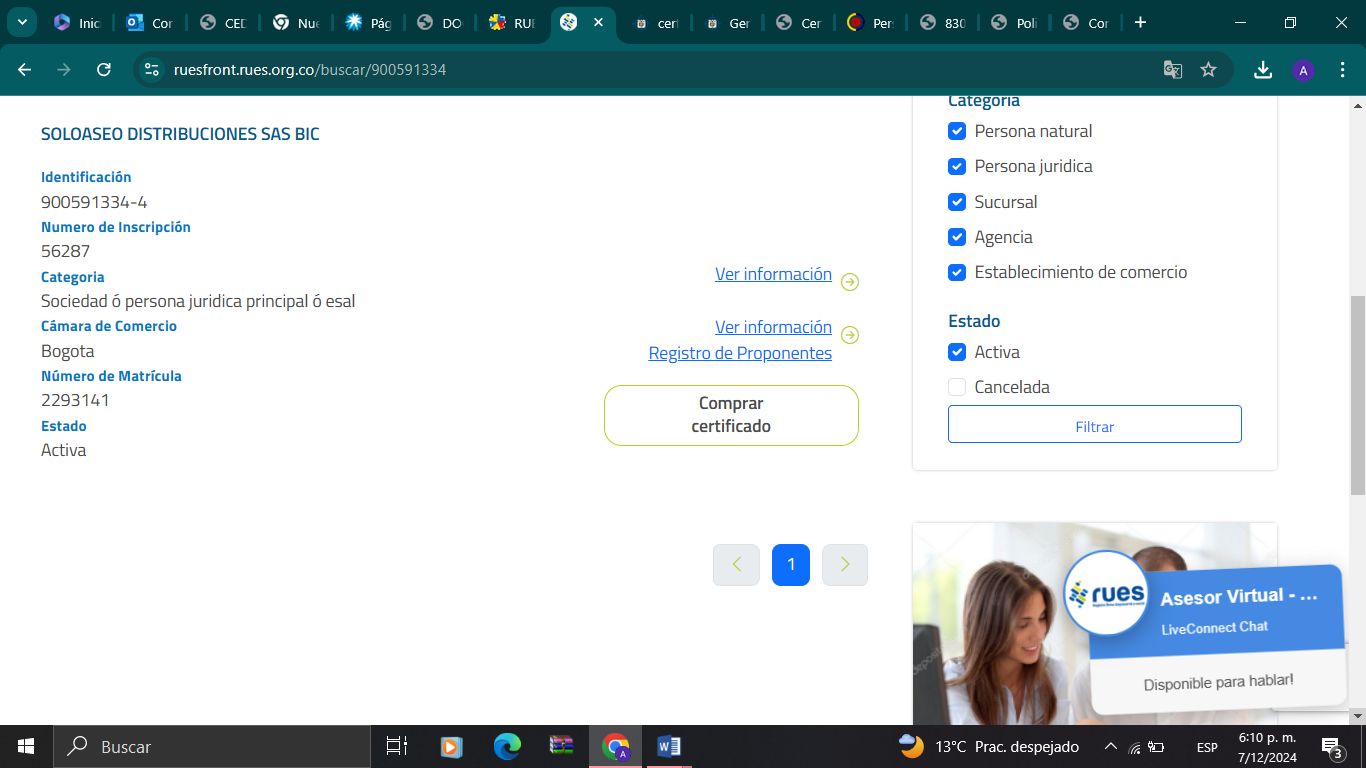 Inic
Cor
CED
Nue
Pág
DO
RUE
cert
Ger
Cer
Per
830
Poli
Cor
ruesfront.rues.org.co/buscar/900591334
A
SOLOASEO DISTRIBUCIONES SAS BIC
Identificación
900591334-4
Numero de Inscripción
56287
Categoria
Sociedad ó persona juridica principal ó esal
Cámara de Comercio
Bogota
Número de Matrícula
2293141
Estado
Activa
Ver información
Ver información
Registro de Proponentes
Comprar
certificado
1
Categoria
Persona natural
Persona juridica
Sucursal
Agencia
Establecimiento de comercio
Estado
Activa
Cancelada
Filtrar
rues
Asesor Virtual - ...
LiveConnect Chat
Disponible para hablar!
Buscar
13°C Prac. despejado
ESP
6:10 p. m.
7/12/2024
3